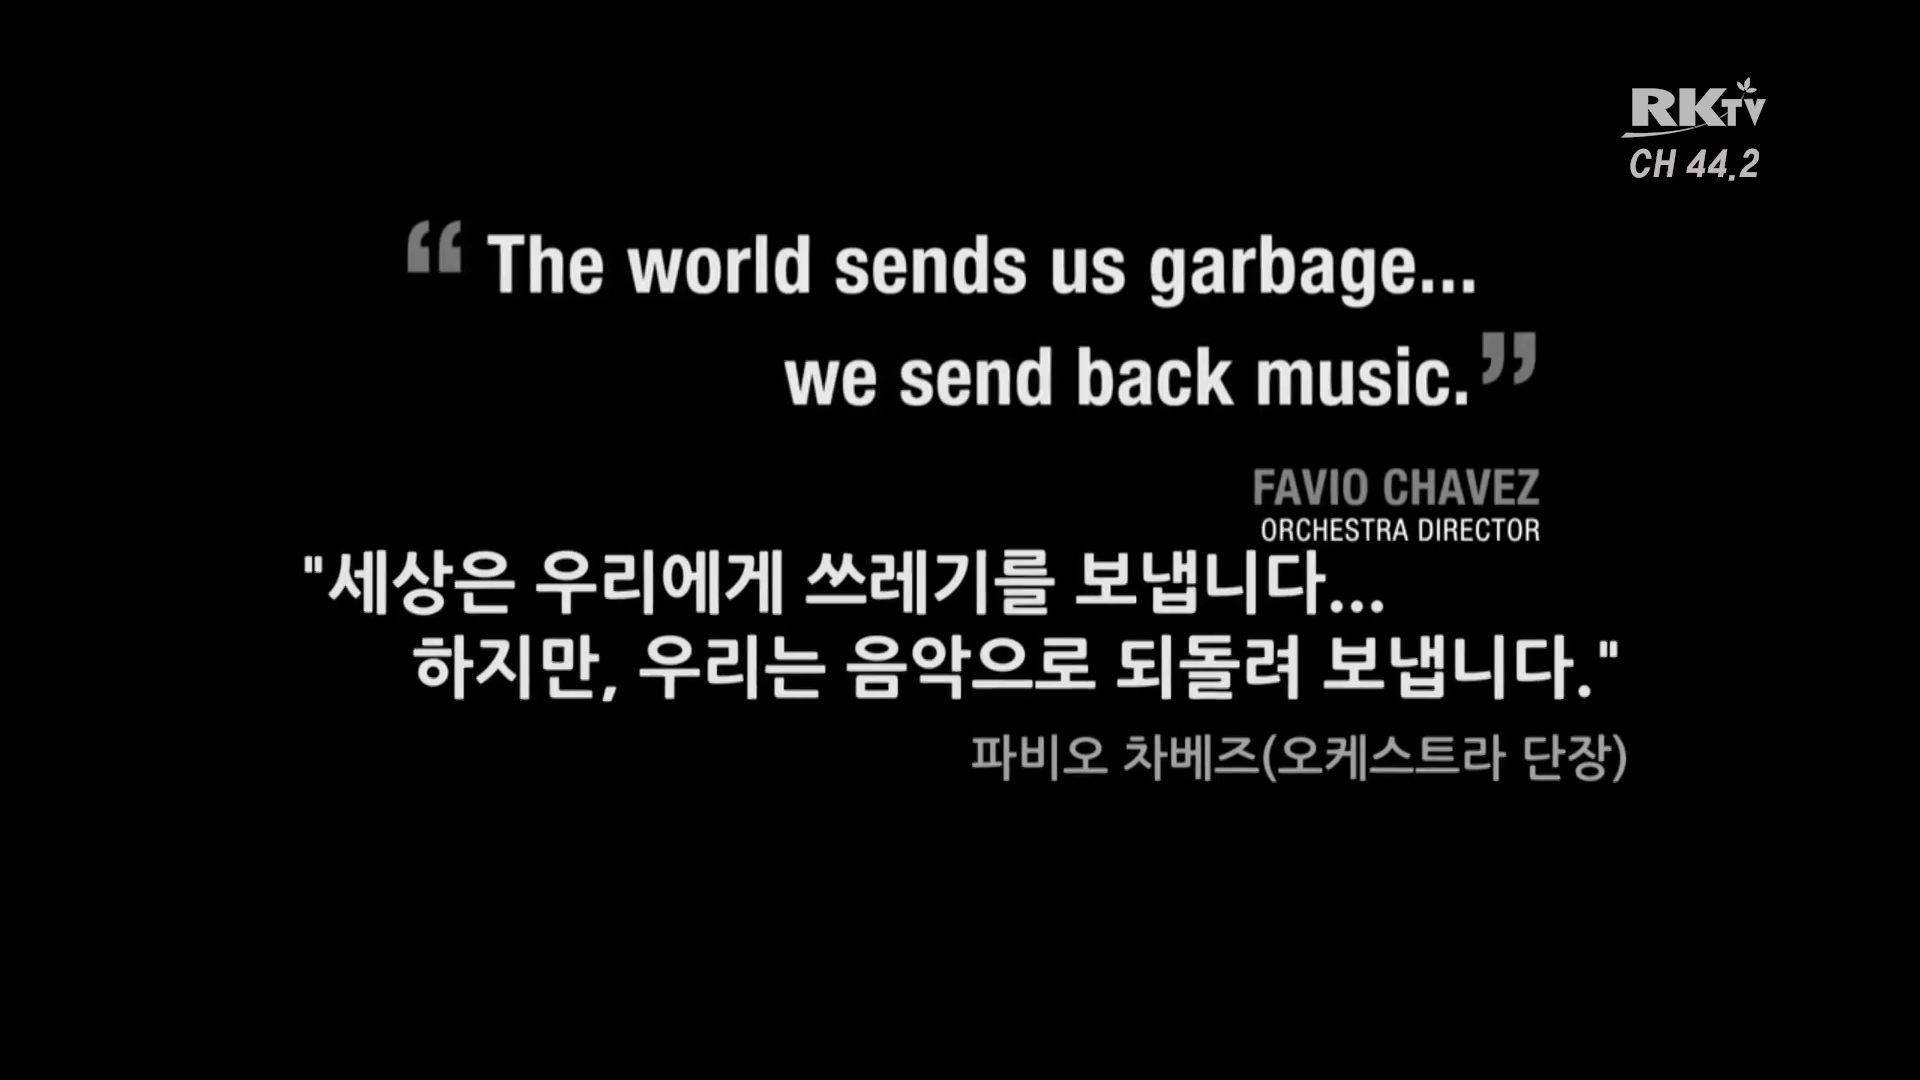 RKTV
CH 44.2
“The world sends us garbage...
we send back music.”
FAVIO CHAVEZ
ORCHESTRA DIRECTOR
"세상은 우리에게 쓰레기를 보냅니다...
하지만, 우리는 음악으로 되돌려 보냅니다."
파비오 차베즈(오케스트라 단장)